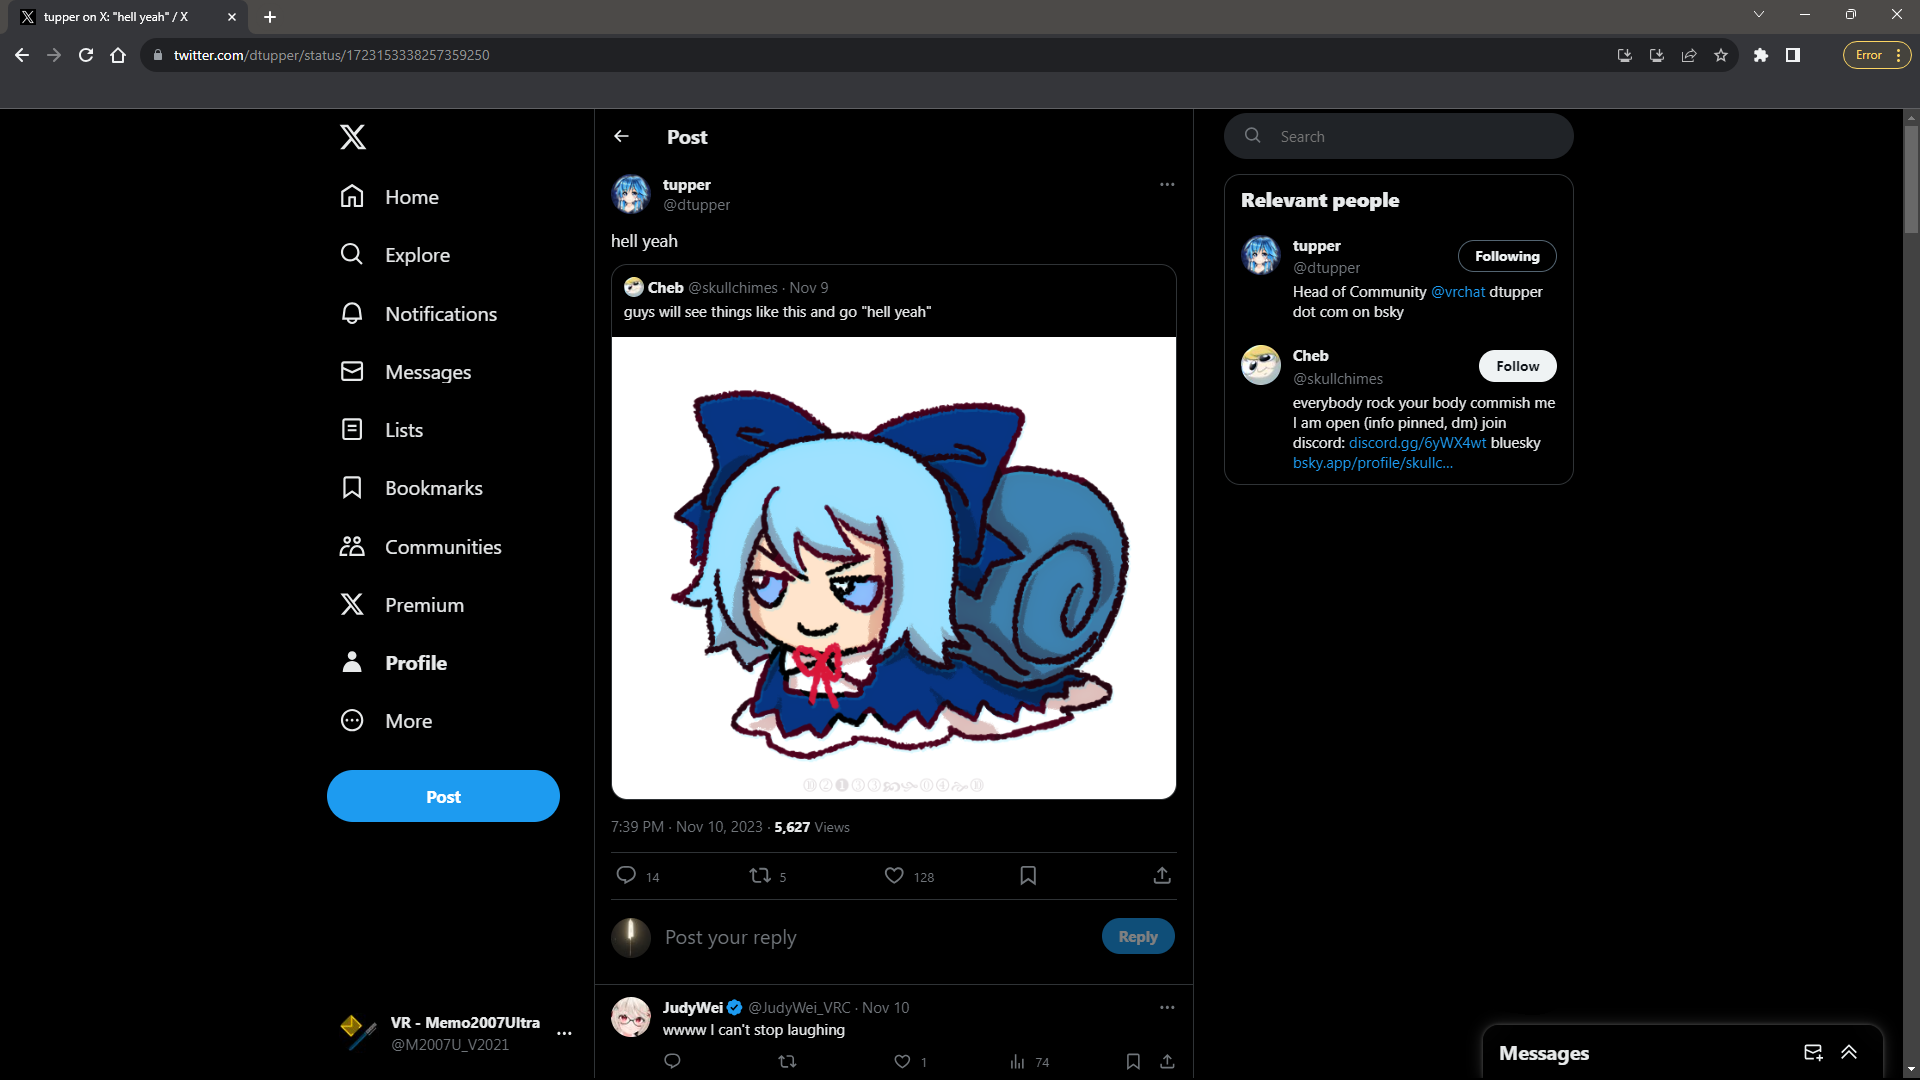 tupper on X: "hell yeah" / X
twitter.com/dtupper/status/1723153338257359250
Error
Home
Explore
Notifications
Messages
Lists
Bookmarks
Communities
Premium
Profile
More
Post
VR - Memo2007Ultra
@M2007U_V2021
Post
tupper
@dtupper
hell yeah
Cheb @skullchimes · Nov 9
guys will see things like this and go "hell yeah"
7:39 PM · Nov 10, 2023 · 5,627 Views
14
5
128
Post your reply
Reply
JudyWei @JudyWei_VRC · Nov 10
wwww I can't stop laughing
1
74
Search
Relevant people
tupper
@dtupper
Following
Head of Community @vrchat dtupper
dot com on bsky
Cheb
@skullchimes
Follow
everybody rock your body commish me
I am open (info pinned, dm) join
discord: discord.gg/6yWX4wt bluesky
bsky.app/profile/skullc...
Messages